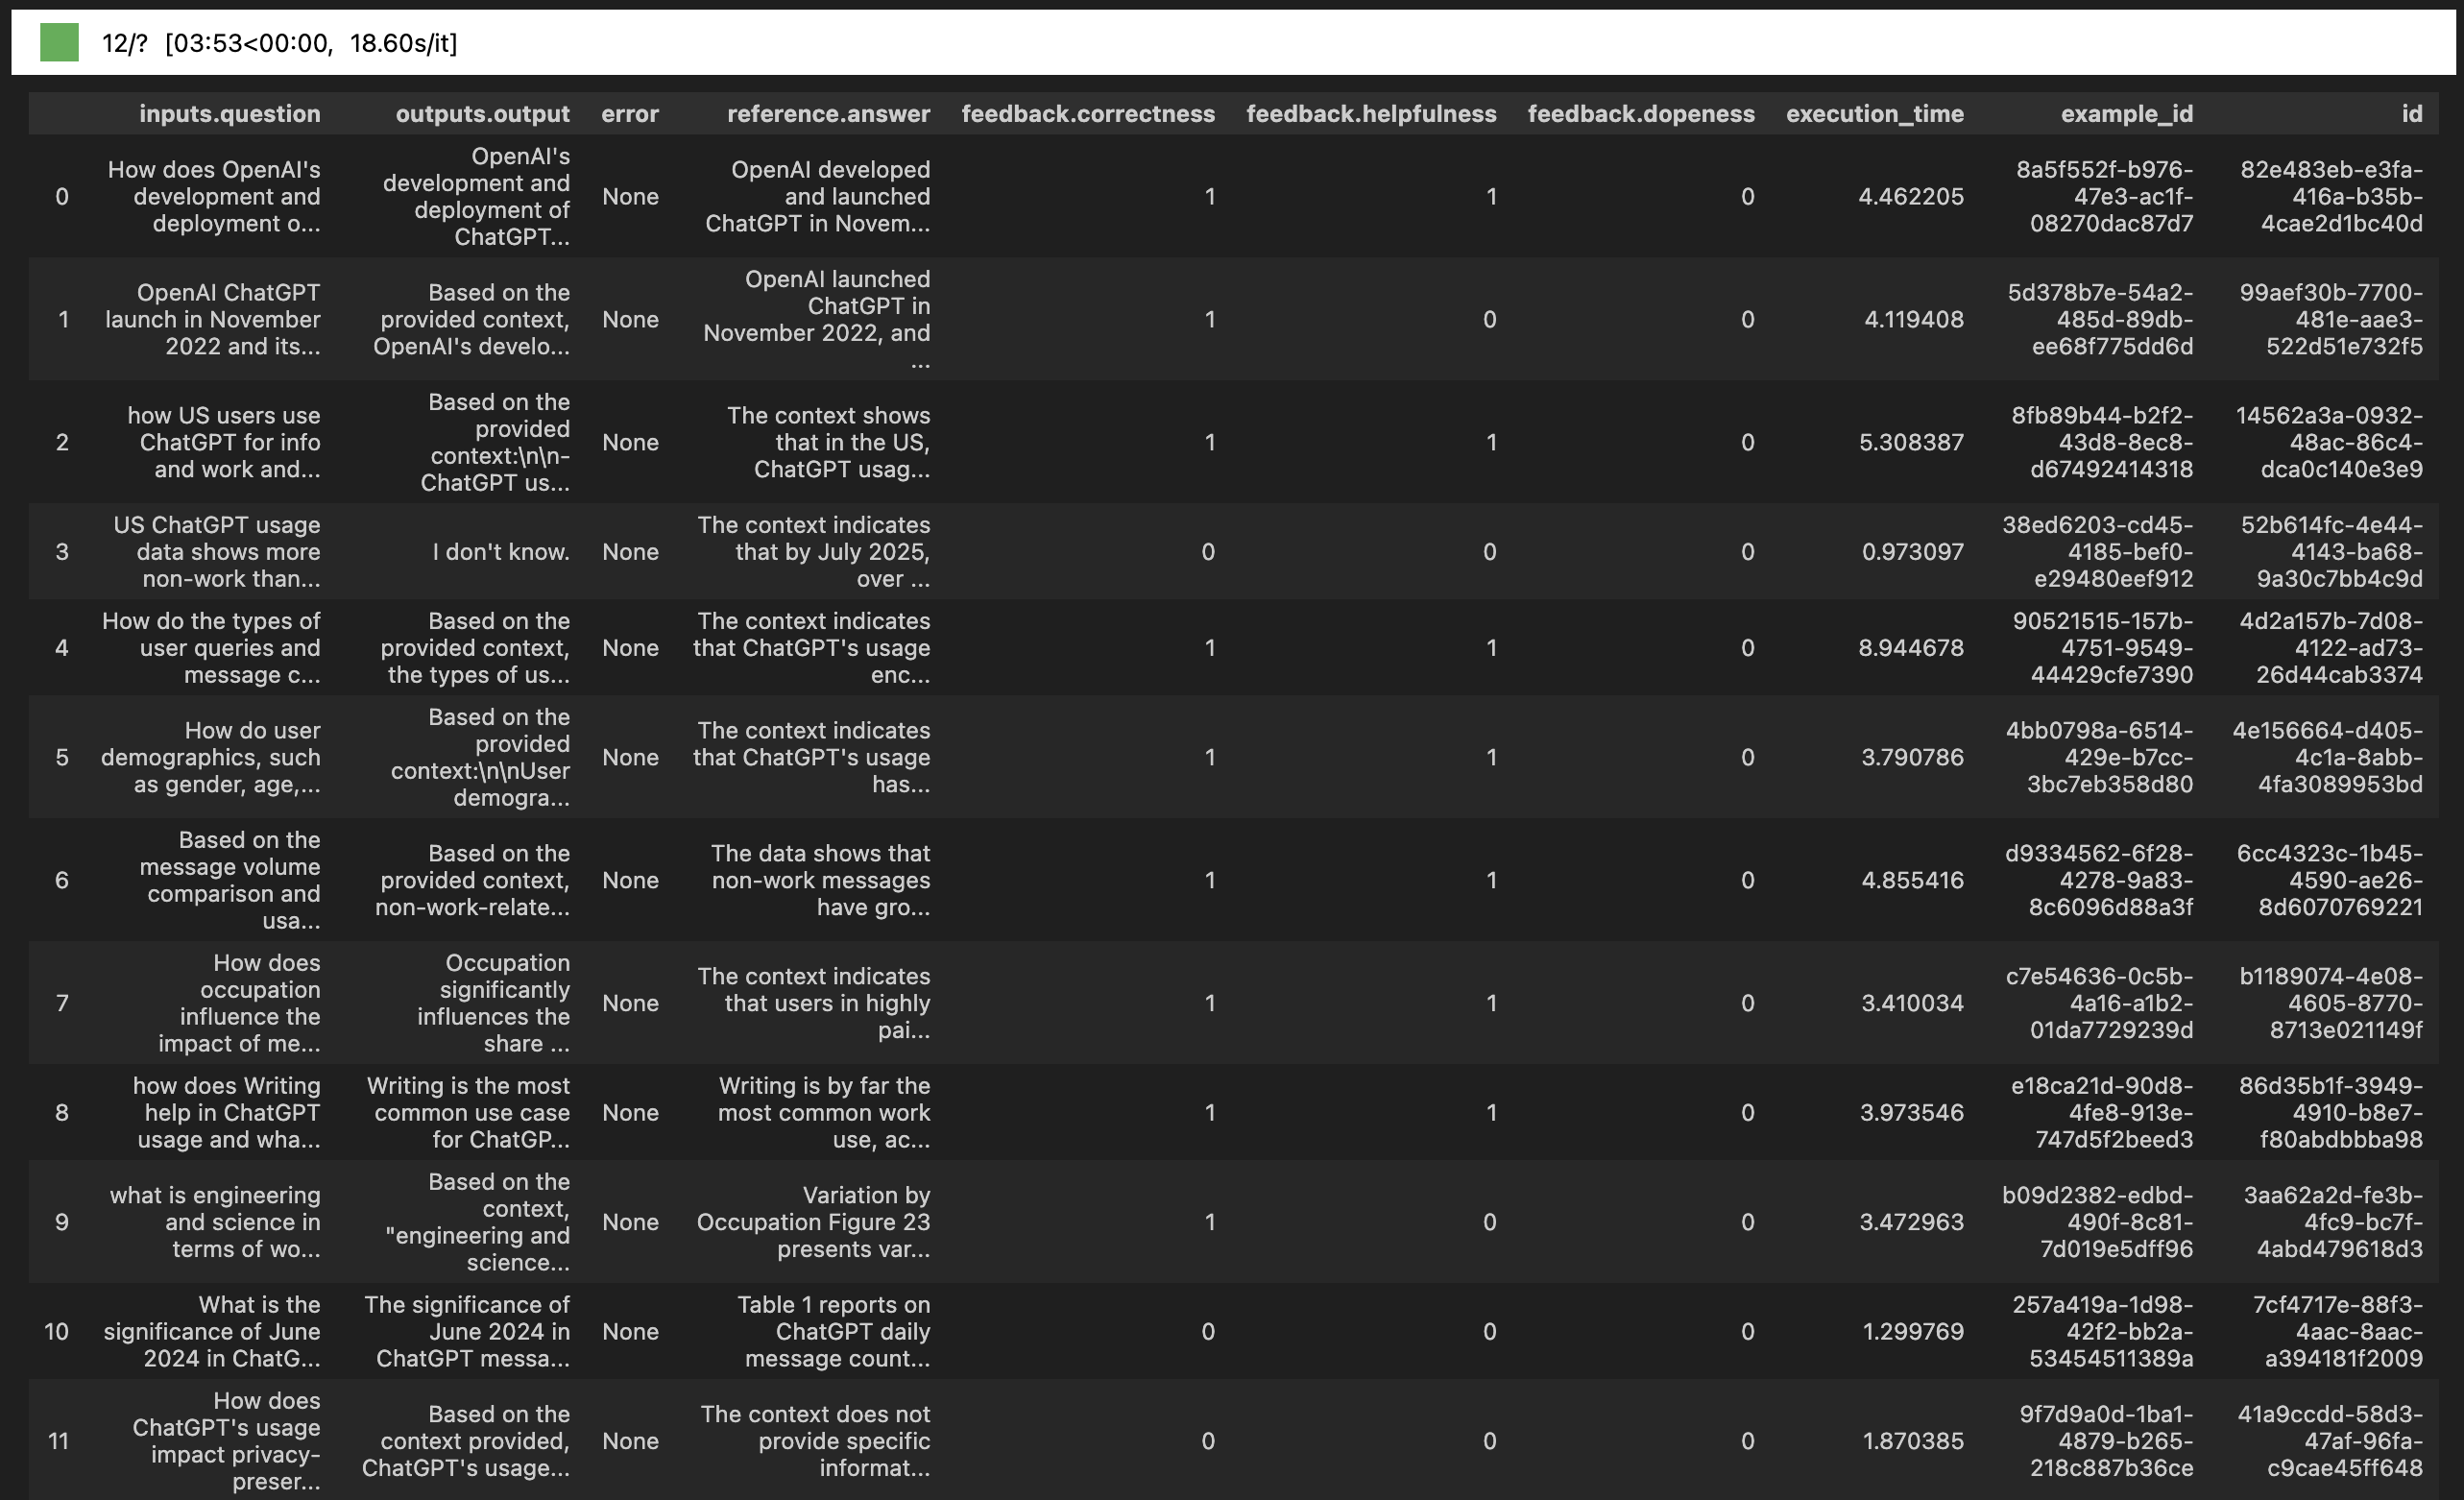 12/? [03:53<00:00, 18.60s/it]
inputs.question outputs.output error reference.answer feedback.correctness feedback.helpfulness feedback.dopeness execution_time example_id id
0 How does OpenAI's development and deployment o... OpenAI's development and deployment of ChatGPT... None OpenAI developed and launched ChatGPT in Novem... 1 1 0 4.462205 8a5f552f-b976-47e3-ac1f-08270dac87d7 82e483eb-e3fa-416a-b35b-4cae2d1bc40d
1 OpenAI ChatGPT launch in November 2022 and its... Based on the provided context, OpenAI's develo... None OpenAI launched ChatGPT in November 2022, and ... 1 0 0 4.119408 5d378b7e-54a2-485d-89db-ee68f775dd6d 99aef30b-7700-481e-aae3-522d51e732f5
2 how US users use ChatGPT for info and work and... Based on the provided context:\n\n-ChatGPT us... None The context shows that in the US, ChatGPT usag... 1 1 0 5.308387 8fb89b44-b2f2-43d8-8ec8-d67492414318 14562a3a-0932-48ac-86c4-dca0c140e3e9
3 US ChatGPT usage data shows more non-work than... I don't know. None The context indicates that by July 2025, over ... 0 0 0 0.973097 38ed6203-cd45-4185-bef0-e29480eef912 52b614fc-4e44-4143-ba68-9a30c7bb4c9d
4 How do the types of user queries and message c... Based on the provided context, the types of us... None The context indicates that ChatGPT's usage enc... 1 1 0 8.944678 90521515-157b-4751-9549-44429cfe7390 4d2a157b-7d08-4122-ad73-26d44cab3374
5 How do user demographics, such as gender, age,... Based on the provided context:\n\nUser demogra... None The context indicates that ChatGPT's usage has... 1 1 0 3.790786 4bb0798a-6514-429e-b7cc-3bc7eb358d80 4e156664-d405-4c1a-8abb-4fa3089953bd
6 Based on the message volume comparison and usa... Based on the provided context, non-work-relate... None The data shows that non-work messages have gro... 1 1 0 4.855416 d9334562-6f28-4278-9a83-8c6096d88a3f 6cc4323c-1b45-4590-ae26-8d6070769221
7 How does occupation influence the impact of me... Occupation significantly influences the share ... None The context indicates that users in highly pai... 1 1 0 3.410034 c7e54636-0c5b-4a16-a1b2-01da7729239d b1189074-4e08-4605-8770-8713e021149f
8 how does Writing help in ChatGPT usage and wha... Writing is the most common use case for ChatGP... None Writing is by far the most common work use, ac... 1 1 0 3.973546 e18ca21d-90d8-4fe8-913e-747d5f2beed3 86d35b1f-3949-4910-b8e7-f80abdbbba98
9 what is engineering and science in terms of wo... Based on the context, "engineering and science... None Variation by Occupation Figure 23 presents var... 1 0 0 3.472963 b09d2382-edbd-490f-8c81-7d019e5dff96 3aa62a2d-fe3b-4fc9-bc7f-4abd479618d3
10 What is the significance of June 2024 in ChatG... The significance of June 2024 in ChatGPT messa... None Table 1 reports on ChatGPT daily message count... 0 0 0 1.299769 257a419a-1d98-42f2-bb2a-53454511389a 7cf4717e-88f3-4aac-8aac-a394181f2009
11 How does ChatGPT's usage impact privacy-preser... Based on the context provided, ChatGPT's usage... None The context does not provide specific informat... 0 0 0 1.870385 9f7d9a0d-1ba1-4879-b265-218c887b36ce 41a9ccdd-58d3-47af-96fa-c9cae45ff648